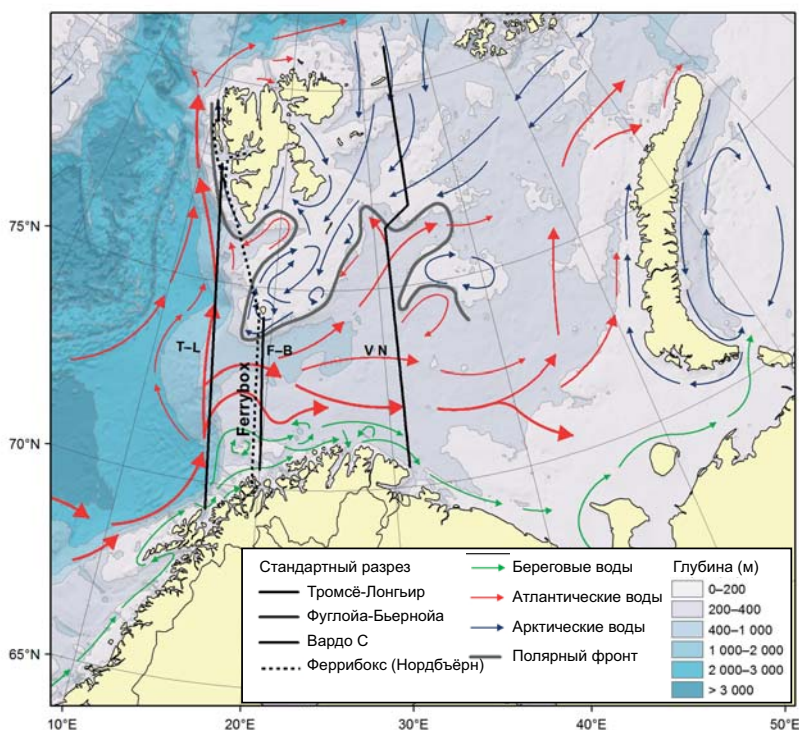 75°N
70°N
65°N
T–L
Ferrybox
F–B
V N
Стандартный разрез
Тромсё-Лонгьир
Фуглойа-Бьернойа
Вардо С
Феррибокс (Нордбъёрн)
Береговые воды
Атлантические воды
Арктические воды
Полярный фронт
Глубина (м)
0–200
200–400
400–1 000
1 000–2 000
2 000–3 000
> 3 000
10°E
20°E
30°E
40°E
50°E